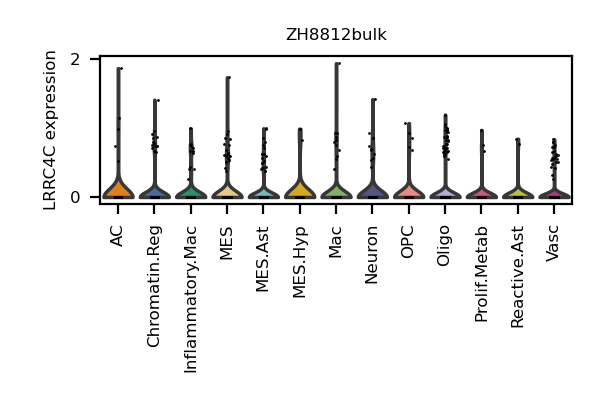 ZH8812bulk
LRRC4C expression
2
0
AC
Chromatin.Reg
Inflammatory.Mac
MES
MES.Ast
MES.Hyp
Mac
Neuron
OPC
Oligo
Prolif.Metab
Reactive.Ast
Vasc